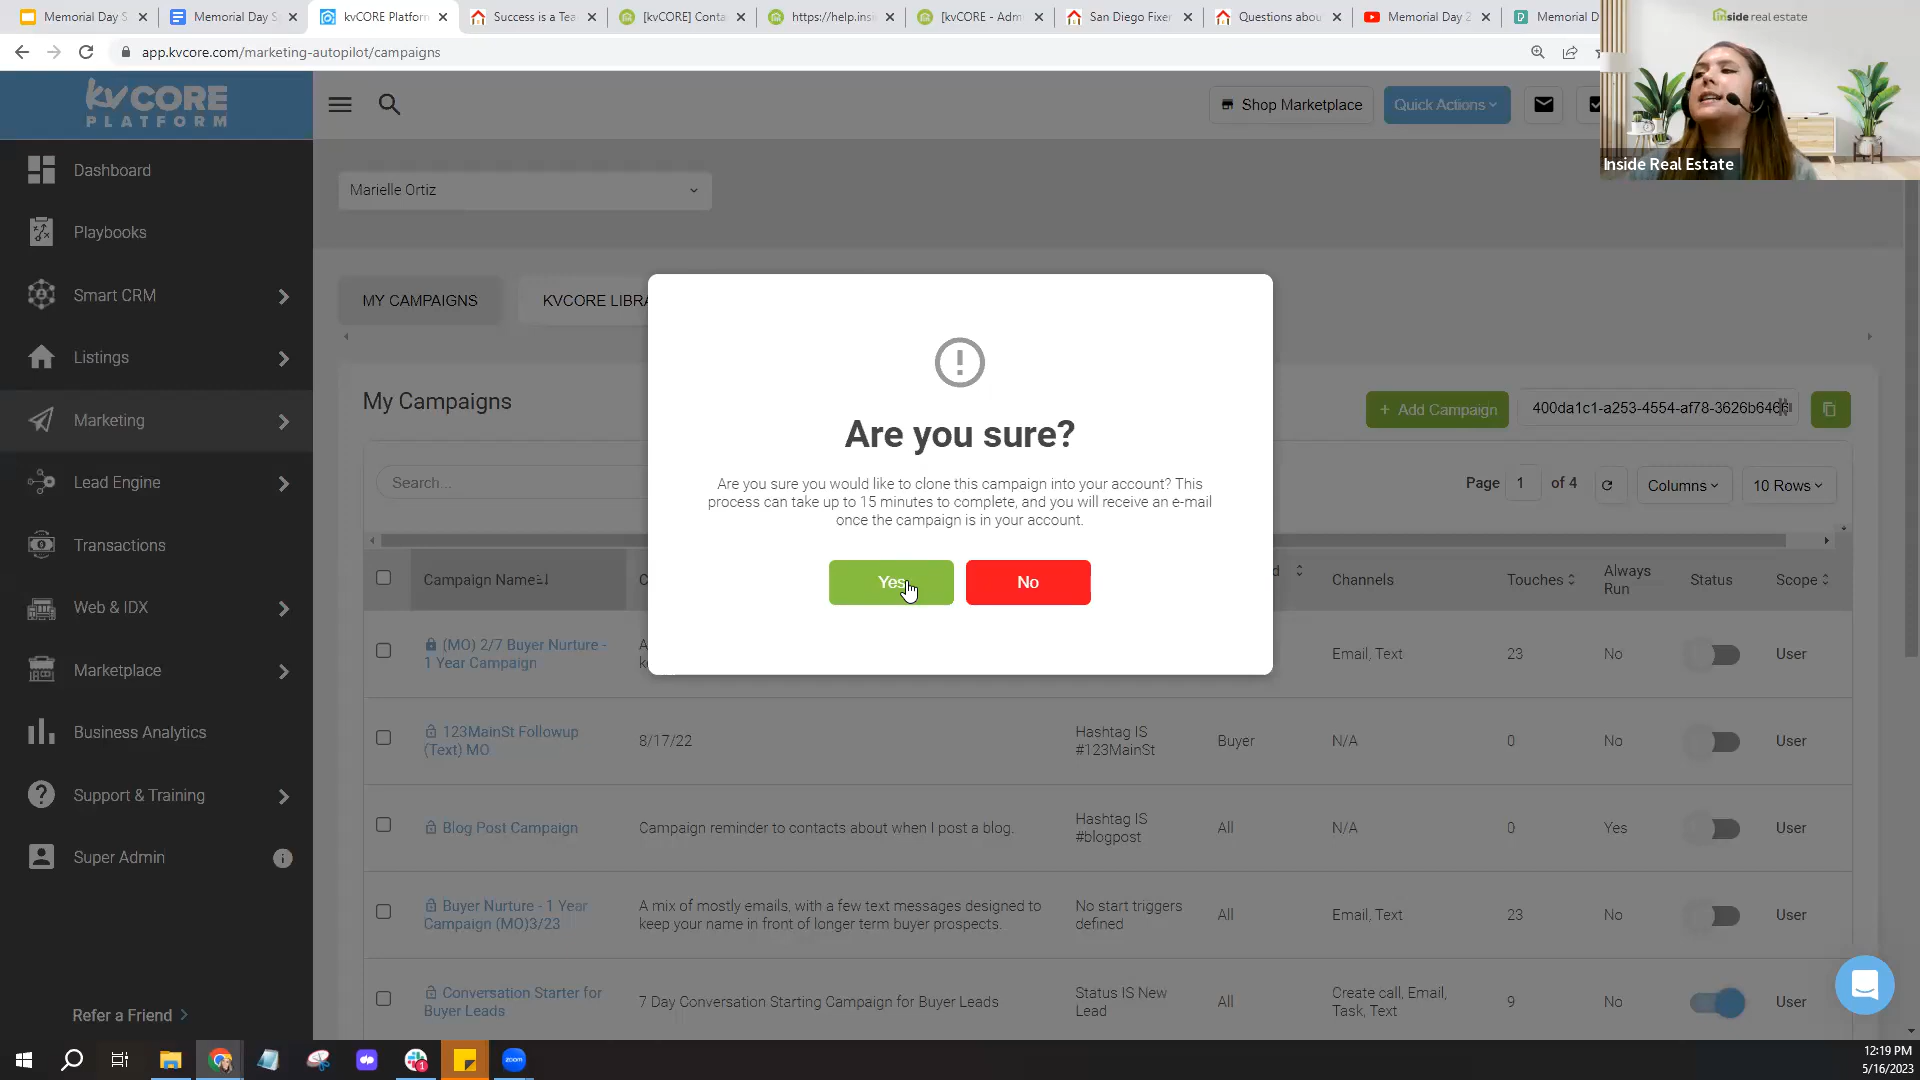 Memorial Day S
Memorial Day S
kvCORE Platform
Success is a Tea
[kvCORE] Conta
https://help.insi
[kvCORE - Adm
San Diego Fixer
Questions abou
Memorial Day 2
Memorial D
app.kvcore.com/marketing-autopilot/campaigns
inside real estate
Inside Real Estate
kvCORE
PLATFORM
Shop Marketplace
Quick Actions
Dashboard
Playbooks
Smart CRM
Listings
Marketing
Lead Engine
Transactions
Web & IDX
Marketplace
Business Analytics
Support & Training
Super Admin
Refer a Friend
Marielle Ortiz
MY CAMPAIGNS
KVCORE LIBRA
My Campaigns
+ Add Campaign
400da1c1-a253-4554-af78-3626b646
Search...
Page 1 of 4
Columns
10 Rows
Are you sure?
Are you sure you would like to clone this campaign into your account? This
process can take up to 15 minutes to complete, and you will receive an e-mail
once the campaign is in your account.
Yes
No
Campaign Name
C
d
Channels
Touches
Always
Run
Status
Scope
(MO) 2/7 Buyer Nurture -
1 Year Campaign
A
k
Email, Text
23
No
User
123MainSt Followup
(Text) MO
8/17/22
Hashtag IS
#123MainSt
Buyer
N/A
0
No
User
Blog Post Campaign
Campaign reminder to contacts about when I post a blog.
Hashtag IS
#blogpost
All
N/A
0
Yes
User
Buyer Nurture - 1 Year
Campaign (MO)3/23
A mix of mostly emails, with a few text messages designed to
keep your name in front of longer term buyer prospects.
No start triggers
defined
All
Email, Text
23
No
User
Conversation Starter for
Buyer Leads
7 Day Conversation Starting Campaign for Buyer Leads
Status IS New
Lead
All
Create call, Email,
Task, Text
9
No
User
zoom
1
12:19 PM
5/16/2023